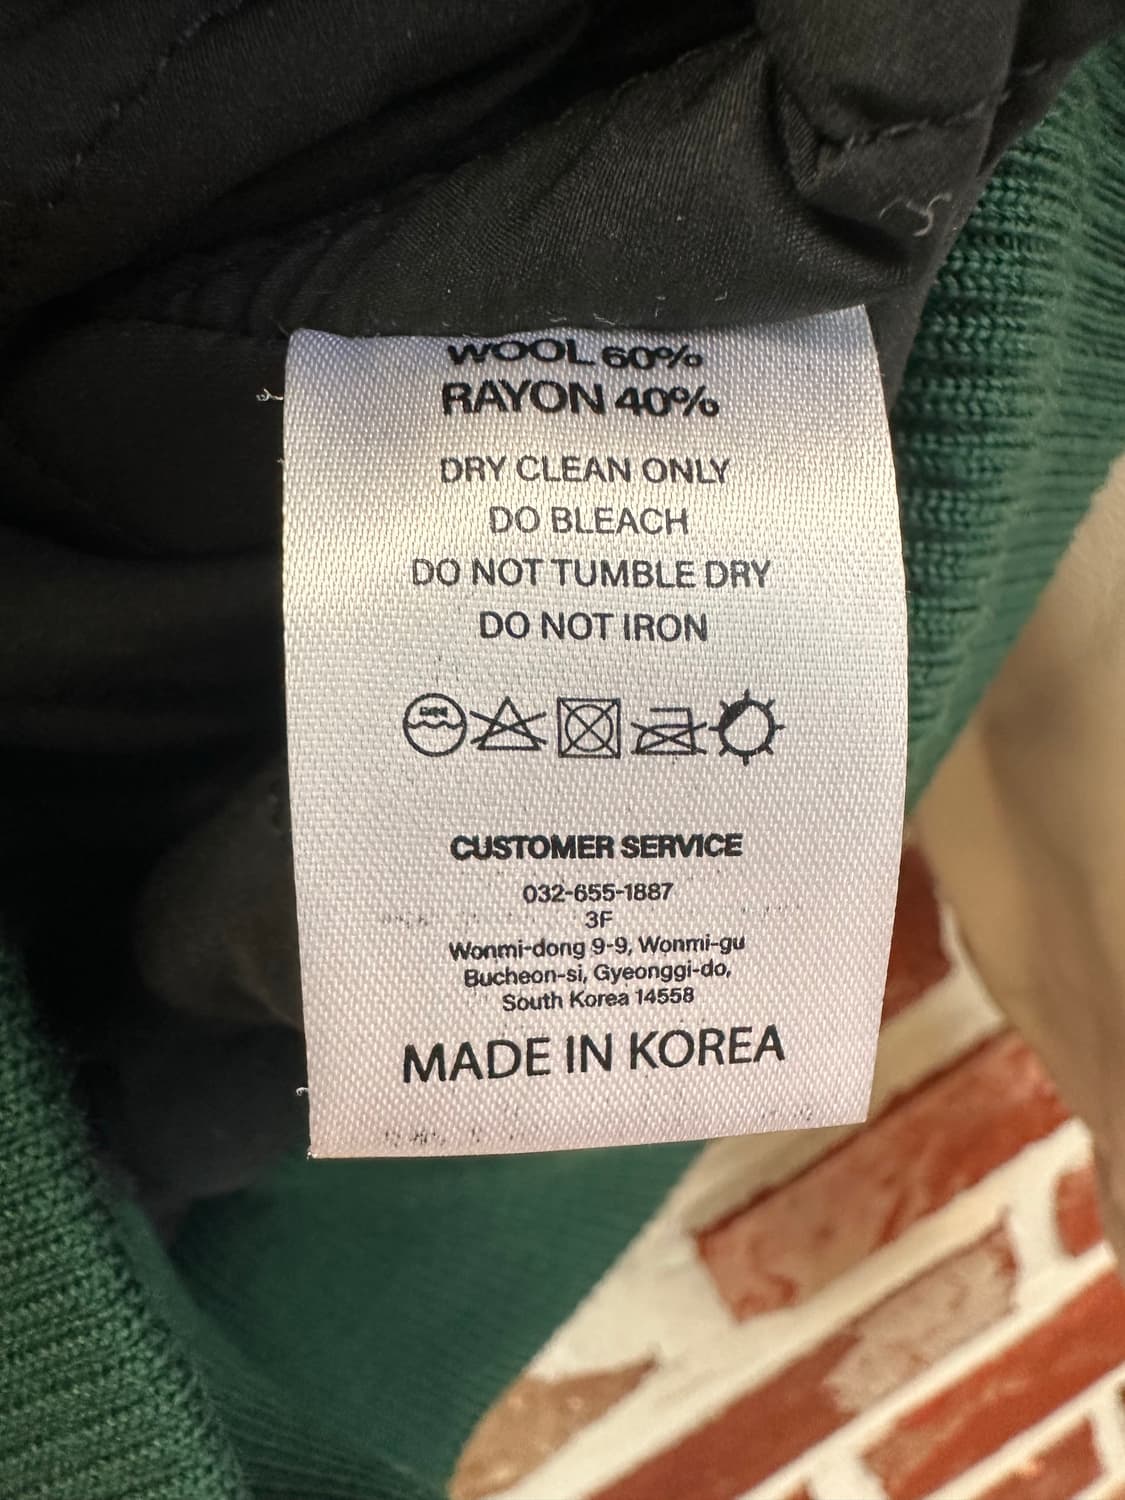 WOOL 60%
RAYON 40%
DRY CLEAN ONLY
DO BLEACH
DO NOT TUMBLE DRY
DO NOT IRON
CUSTOMER SERVICE
032-655-1887
3F
Wonmi-dong 9-9, Wonmi-gu
Bucheon-si, Gyeonggi-do,
South Korea 14558
MADE IN KOREA